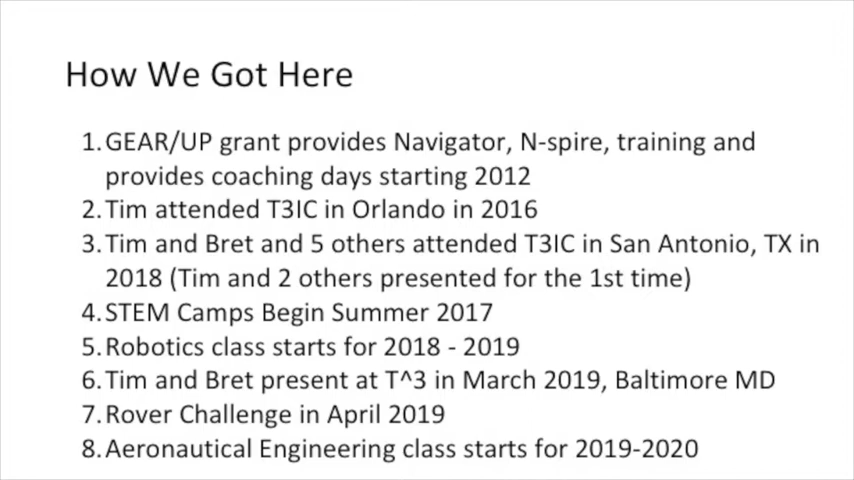 How We Got Here
1.GEAR/UP grant provides Navigator, N-spire, training and
provides coaching days starting 2012
2.Tim attended T3IC in Orlando in 2016
3.Tim and Bret and 5 others attended T3IC in San Antonio, TX in
2018 (Tim and 2 others presented for the 1st time)
4.STEM Camps Begin Summer 2017
5.Robotics class starts for 2018 - 2019
6.Tim and Bret present at T^3 in March 2019, Baltimore MD
7.Rover Challenge in April 2019
8.Aeronautical Engineering class starts for 2019-2020